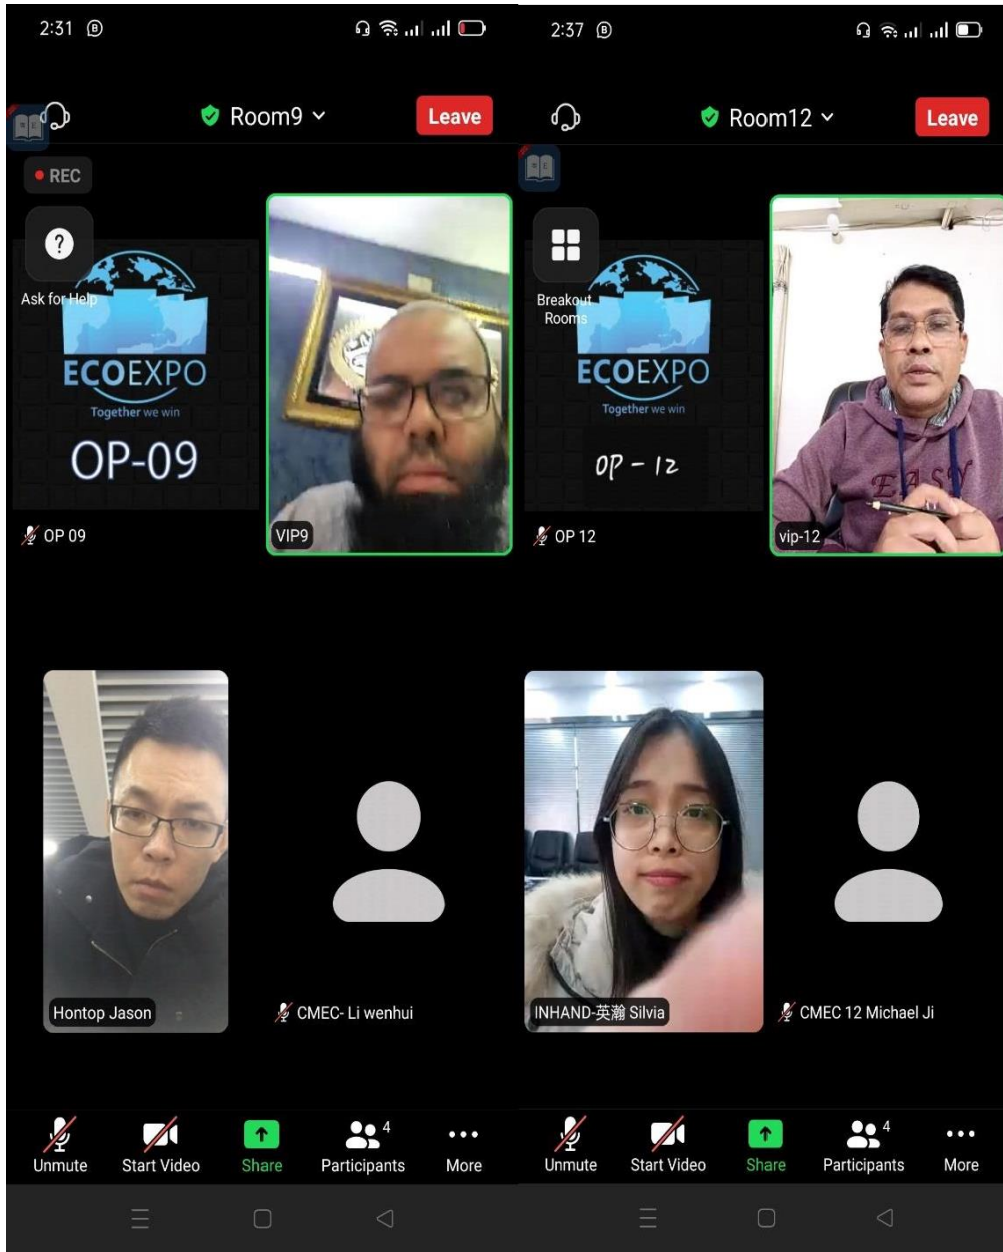 2:31
Room9
Leave
REC
Ask for Help
ECOEXPO
Together we win
OP-09
OP 09
VIP9
Hontop Jason
CMEC- Li wenhui
Unmute
Start Video
Share
4
Participants
More
2:37
Room12
Leave
Breakout
Rooms
ECOEXPO
Together we win
OP - 12
OP 12
EASY
vip-12
INHAND-英瀚 Silvia
CMEC 12 Michael Ji
Unmute
Start Video
Share
4
Participants
More